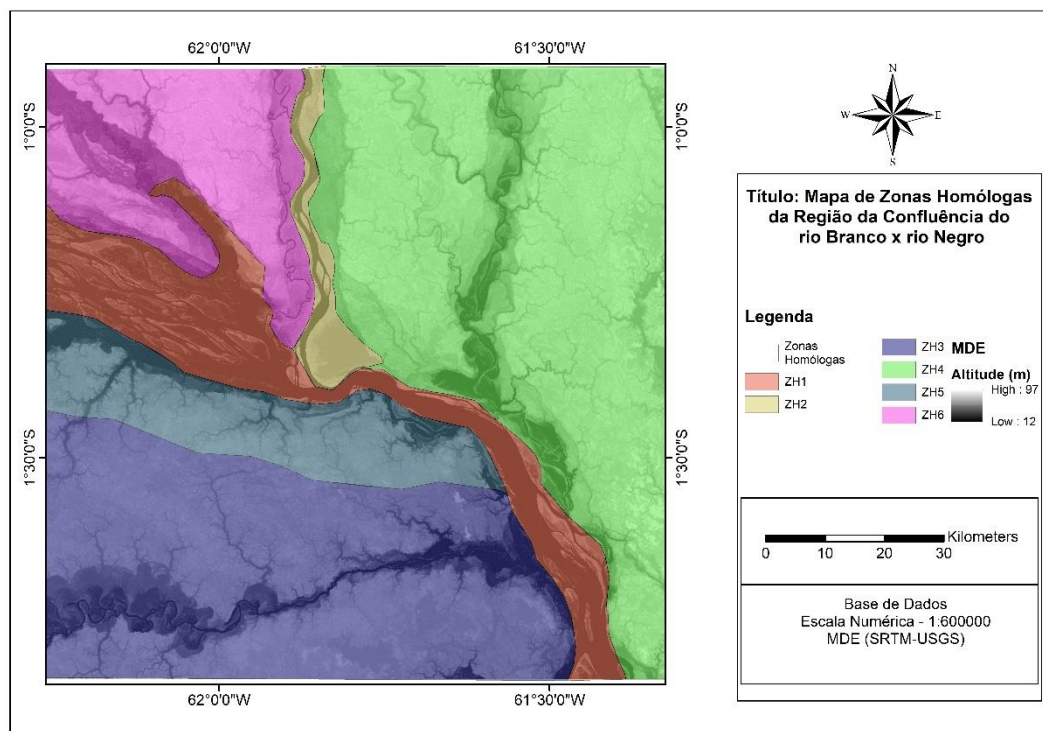 62°0'0"W
61°30'0"W
1°0'0"S
1°0'0"S
1°30'0"S
1°30'0"S
62°0'0"W
61°30'0"W
N
W
E
S
Título: Mapa de Zonas Homólogas
da Região da Confluência do
rio Branco x rio Negro
Legenda
Zonas
Homólogas
ZH1
ZH2
ZH3
ZH4
ZH5
ZH6
MDE
Altitude (m)
High : 97
Low : 12
Kilometers
0 10 20 30
Base de Dados
Escala Numérica - 1:600000
MDE (SRTM-USGS)